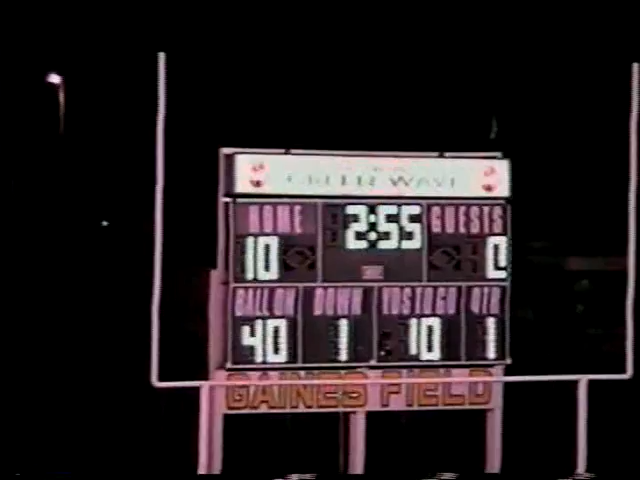 GREEN WAVE
HOME 2:55 GUESTS
10 0
BALL ON DOWN YDS TO GO QTR
40 1 10 1
GAINES FIELD